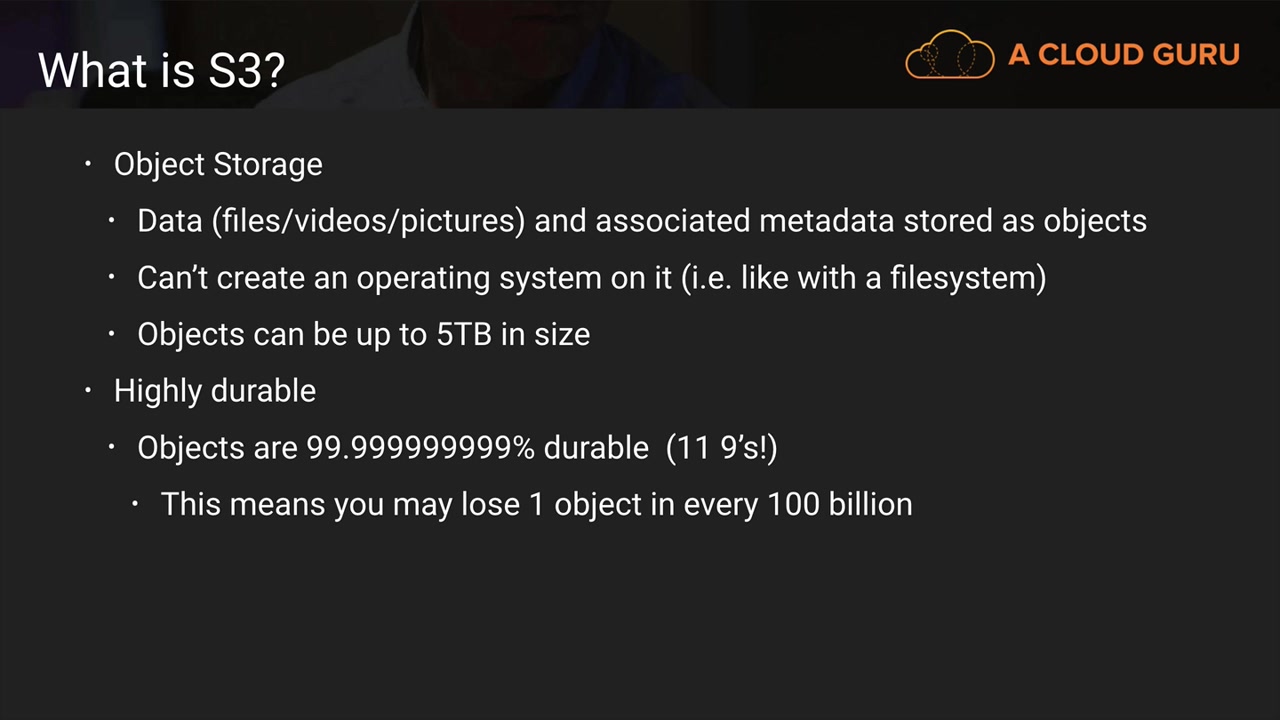 What is S3?
A CLOUD GURU
• Object Storage
• Data (files/videos/pictures) and associated metadata stored as objects
• Can’t create an operating system on it (i.e. like with a filesystem)
• Objects can be up to 5TB in size
• Highly durable
• Objects are 99.999999999% durable  (11 9’s!)
• This means you may lose 1 object in every 100 billion